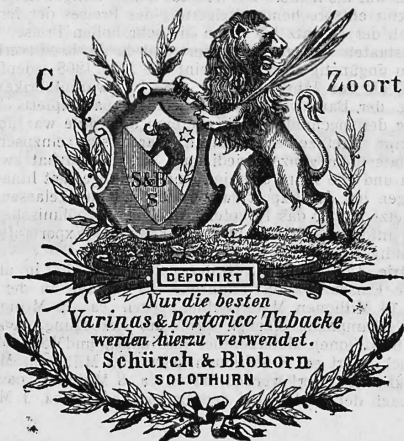 C Zoort
S&B
S
DEPONIRT
Nur die besten
Varinas & Portorico Tabacke
werden hierzu verwendet.
Schürch & Blohorn
SOLOTHURN